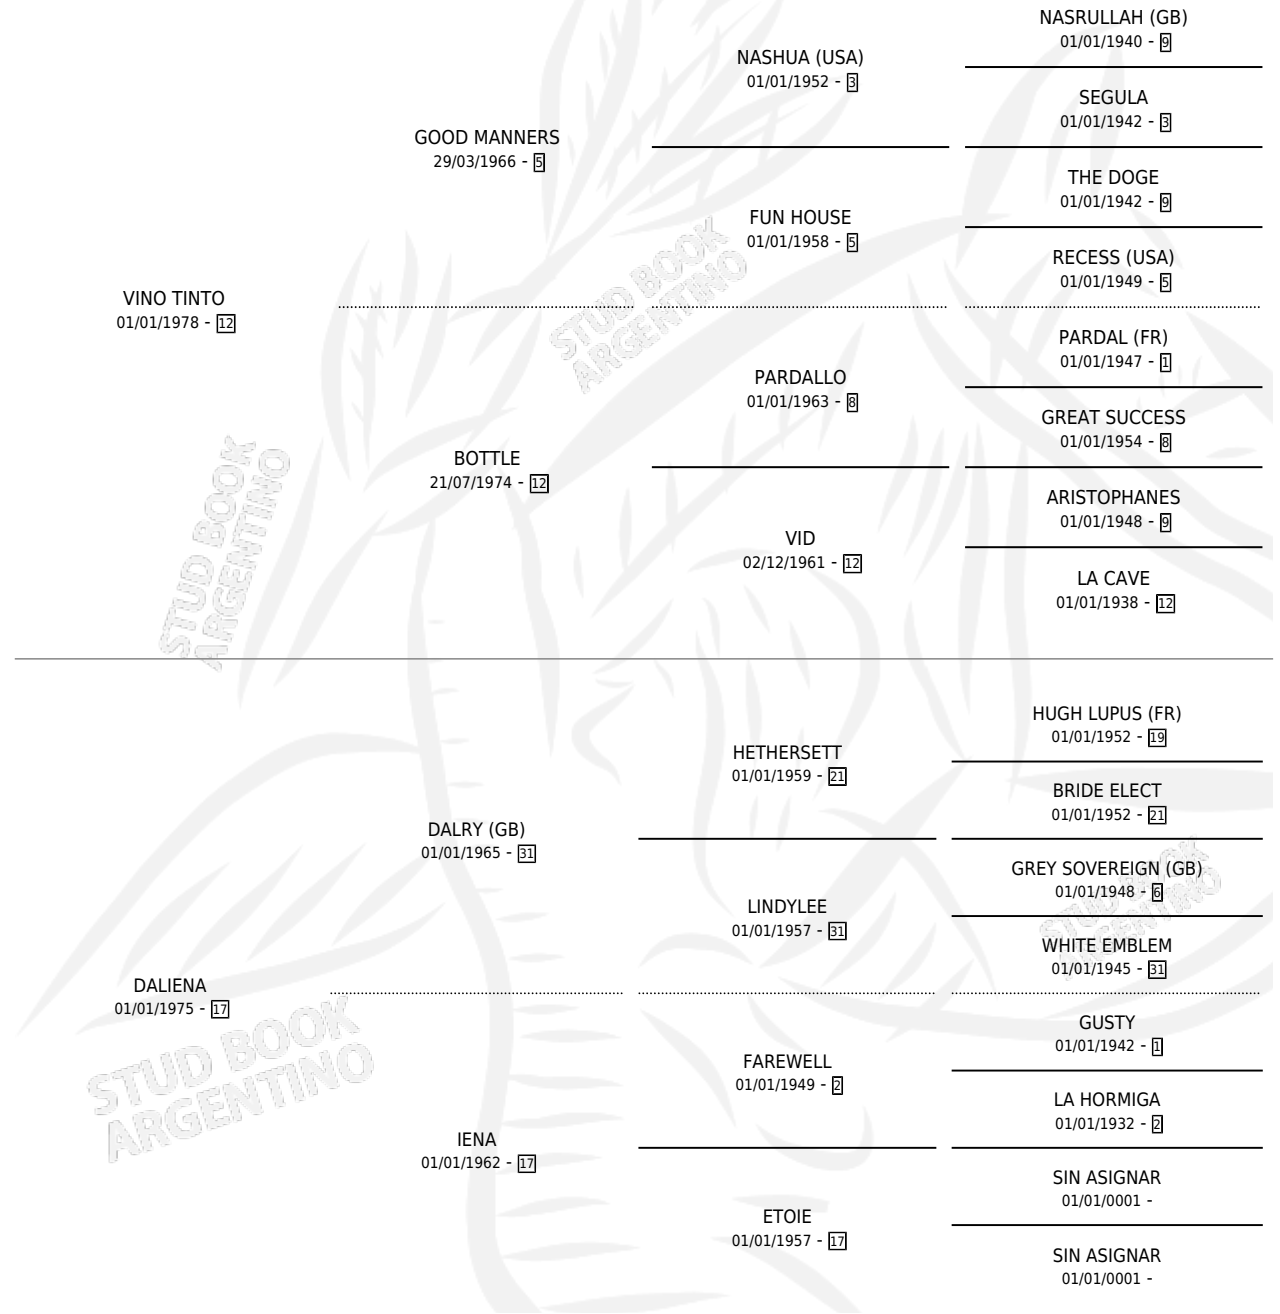 NASRULLAH (GB)
01/01/1940 - 9
NASHUA (USA)
01/01/1952 - 3
SEGULA
01/01/1942 - 3
GOOD MANNERS
29/03/1966 - 5
THE DOGE
01/01/1942 - 9
FUN HOUSE
01/01/1958 - 5
RECESS (USA)
01/01/1949 - 5
VINO TINTO
01/01/1978 - 12
PARDAL (FR)
01/01/1947 - 1
PARDALLO
01/01/1963 - 8
GREAT SUCCESS
01/01/1954 - 8
BOTTLE
21/07/1974 - 12
ARISTOPHANES
01/01/1948 - 9
VID
02/12/1961 - 12
LA CAVE
01/01/1938 - 12
STUD BOOK
ARGENTINO
STUD BOOK
ARGENTINO
HUGH LUPUS (FR)
01/01/1952 - 19
HETHERSETT
01/01/1959 - 21
BRIDE ELECT
01/01/1952 - 21
DALRY (GB)
01/01/1965 - 31
GREY SOVEREIGN (GB)
01/01/1948 - 6
LINDYLEE
01/01/1957 - 31
WHITE EMBLEM
01/01/1945 - 31
STUD BOOK
ARGENTINO
DALIENA
01/01/1975 - 17
GUSTY
01/01/1942 - 1
FAREWELL
01/01/1949 - 2
LA HORMIGA
01/01/1932 - 2
IENA
01/01/1962 - 17
SIN ASIGNAR
01/01/0001 -
ETOIE
01/01/1957 - 17
SIN ASIGNAR
01/01/0001 -
STUD BOOK
ARGENTINO